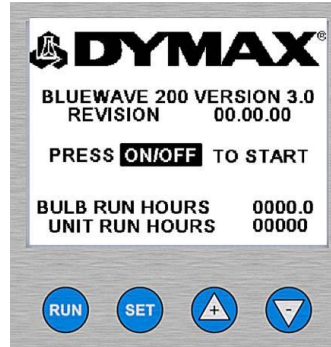 DYMAX®
BLUEWAVE 200 VERSION 3.0
REVISION 00.00.00
PRESS ON/OFF TO START
BULB RUN HOURS 0000.0
UNIT RUN HOURS 00000
RUN SET + -